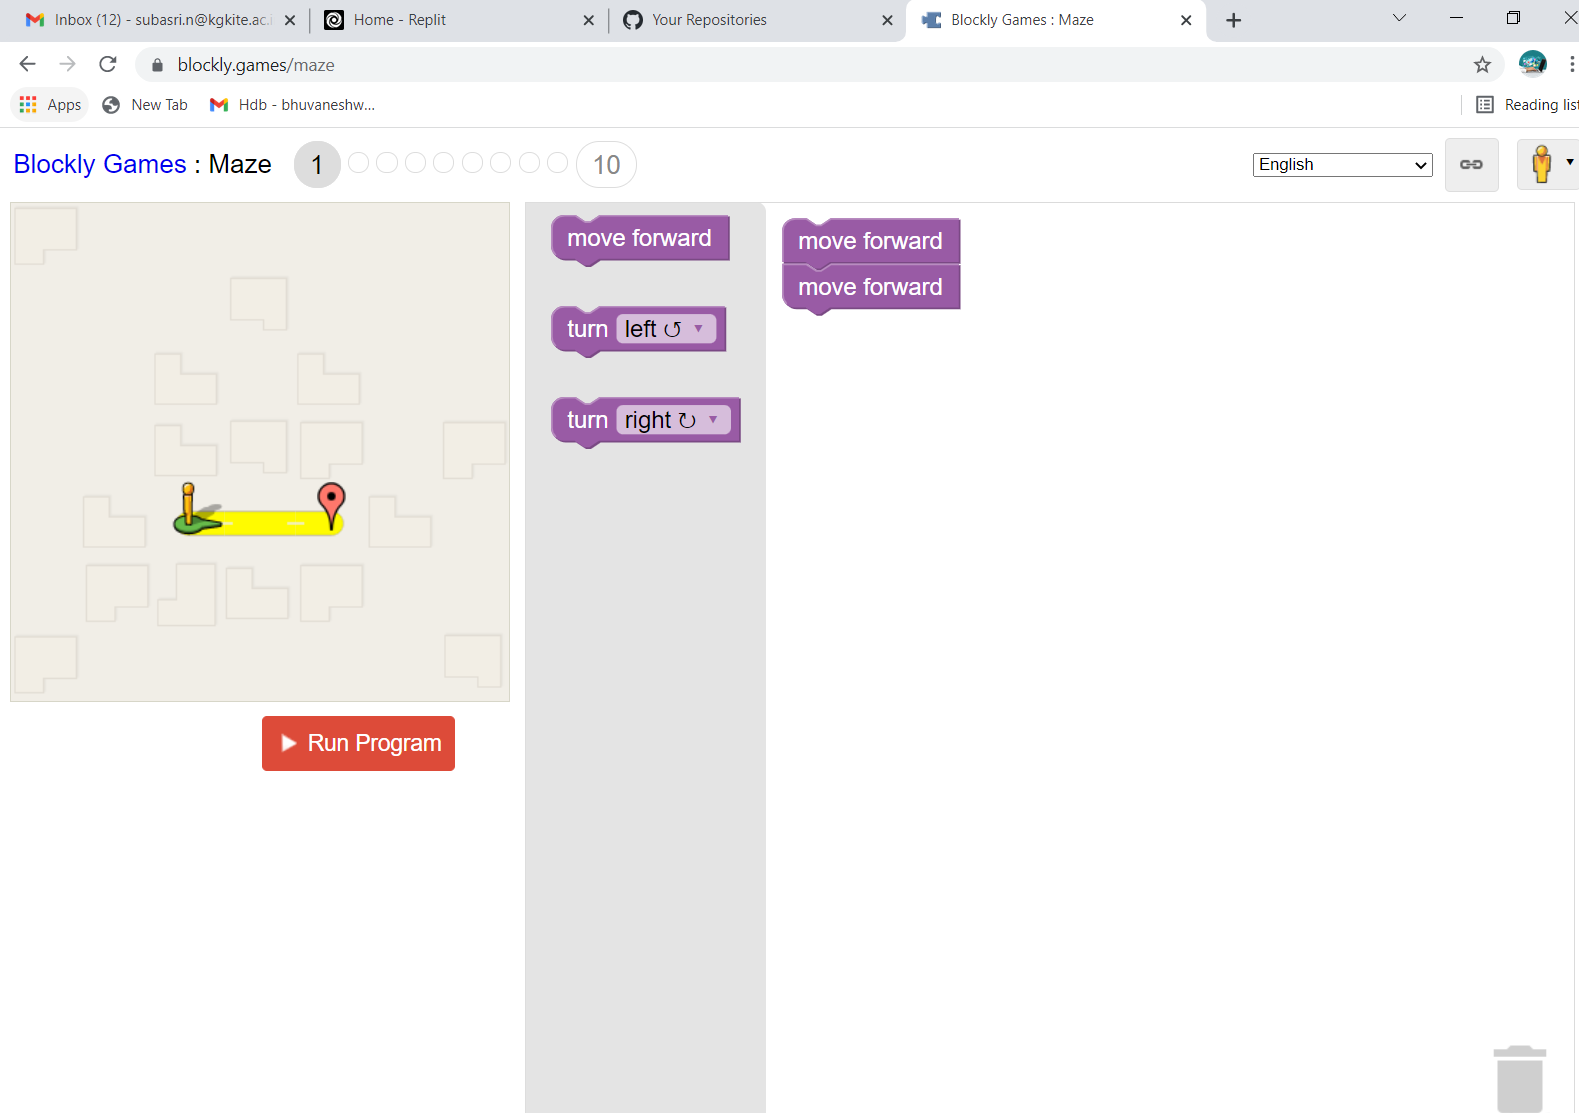 Inbox (12) - subasri.n@kgkite.ac.i
Home - Replit
Your Repositories
Blockly Games : Maze
blockly.games/maze
Apps
New Tab
Hdb - bhuvaneshw...
Reading list
Blockly Games : Maze
1
10
English
move forward
turn left ↺
turn right ↻
move forward
move forward
Run Program